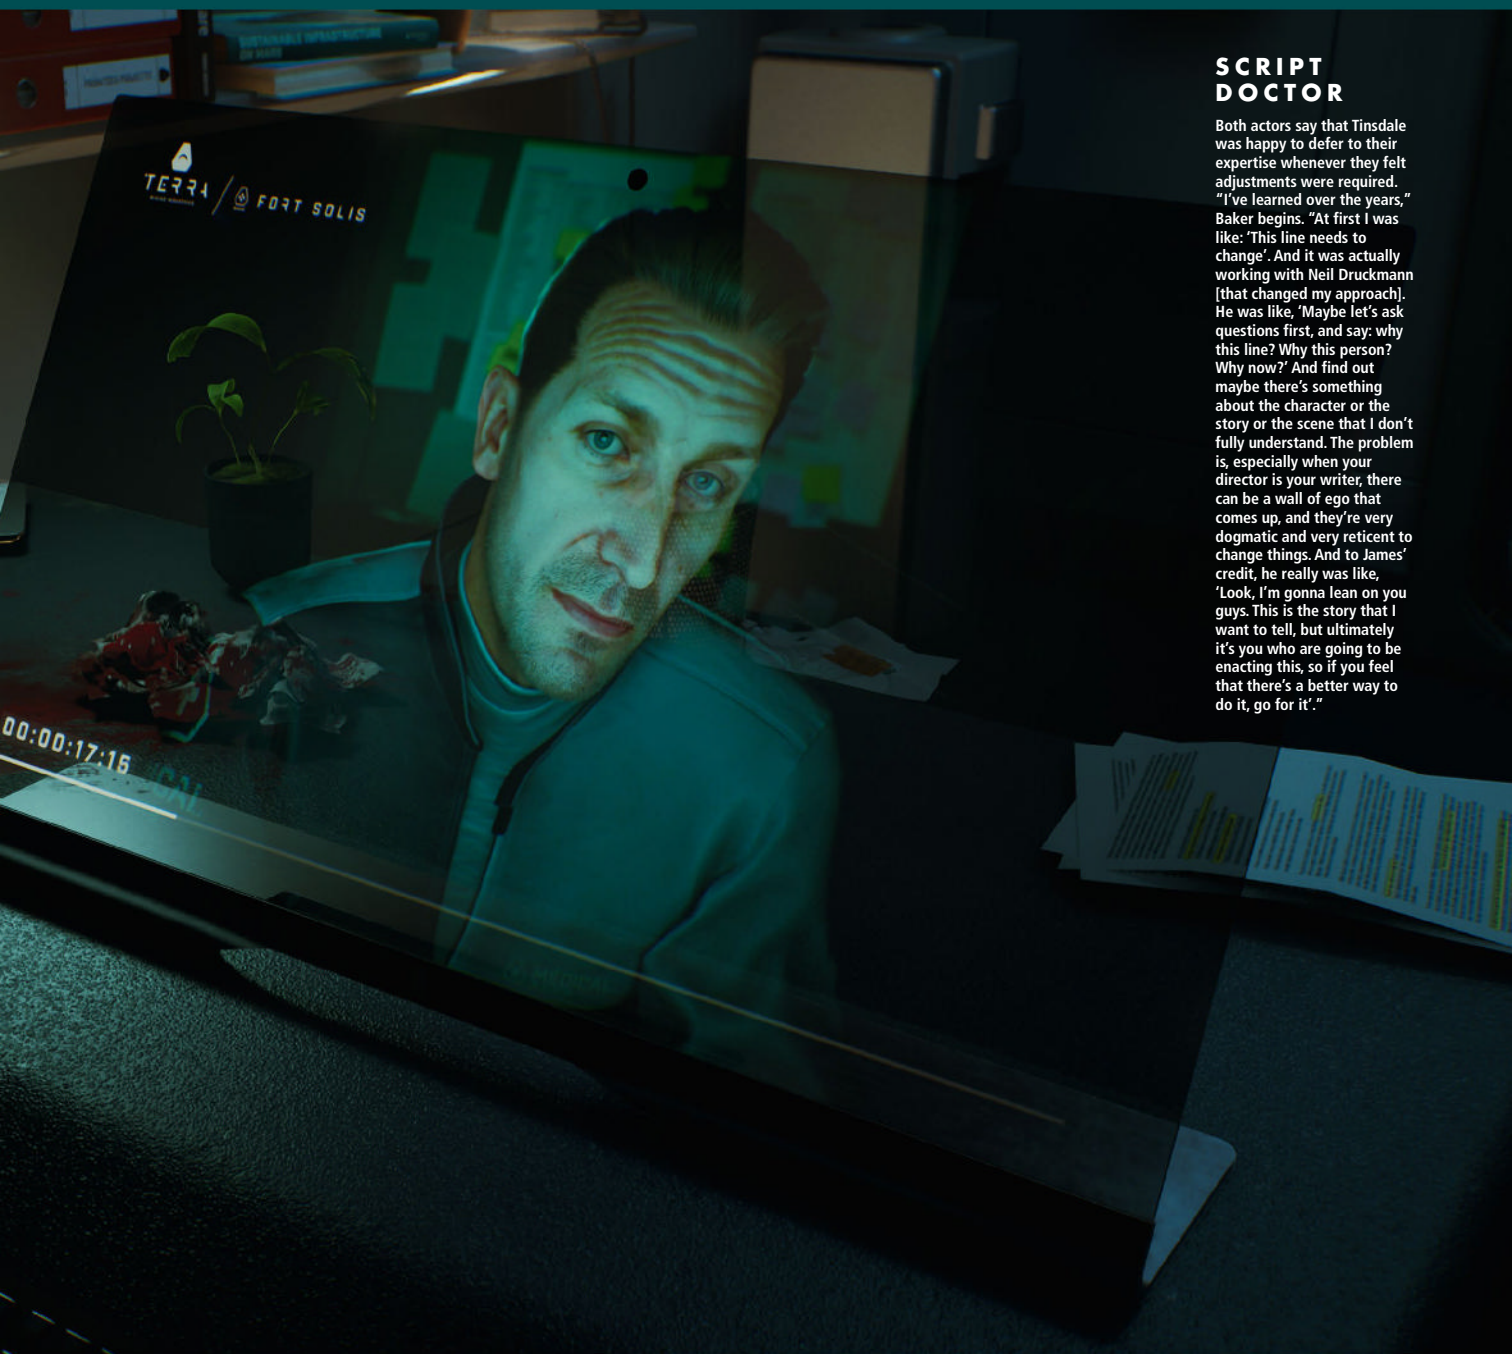 SUSTAINABLE INFRASTRUCTURE
ON MARS
TERRA
FORT SOLIS
00:00:17:16
SCRIPT
DOCTOR
Both actors say that Tinsdale
was happy to defer to their
expertise whenever they felt
adjustments were required.
“I’ve learned over the years,”
Baker begins. “At first I was
like: ‘This line needs to
change’. And it was actually
working with Neil Druckmann
[that changed my approach].
He was like, ‘Maybe let’s ask
questions first, and say: why
this line? Why this person?
Why now?’ And find out
maybe there’s something
about the character or the
story or the scene that I don’t
fully understand. The problem
is, especially when your
director is your writer, there
can be a wall of ego that
comes up, and they’re very
dogmatic and very reticent to
change things. And to James’
credit, he really was like,
‘Look, I’m gonna lean on you
guys. This is the story that I
want to tell, but ultimately
it’s you who are going to be
enacting this, so if you feel
that there’s a better way to
do it, go for it’.”